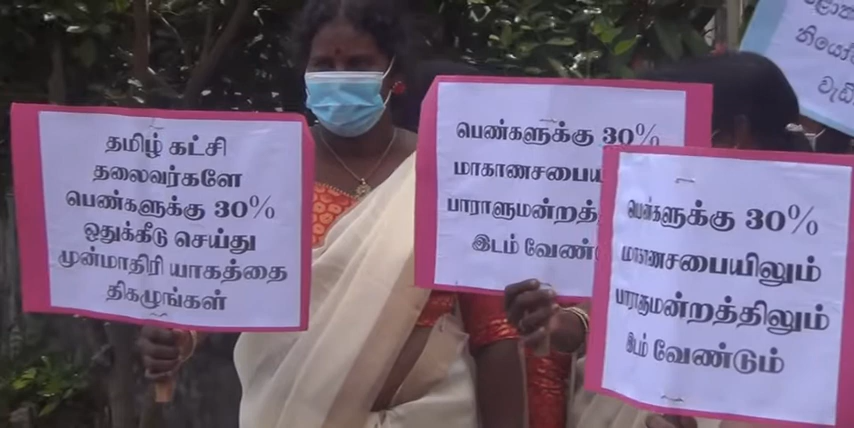 தமிழ் கட்சி
தலைவர்களே
பெண்களுக்கு 30%
ஒதுக்கீடு செய்து
முன்மாதிரி யாகத்தை
திகழுங்கள்
பெண்களுக்கு 30%
மாகாணசபையி
பாராளுமன்றத்தி
இடம் வேண்
பெண்களுக்கு 30%
மாகாணசபையிலும்
பாராளுமன்றத்திலும்
இடம் வேண்டும்